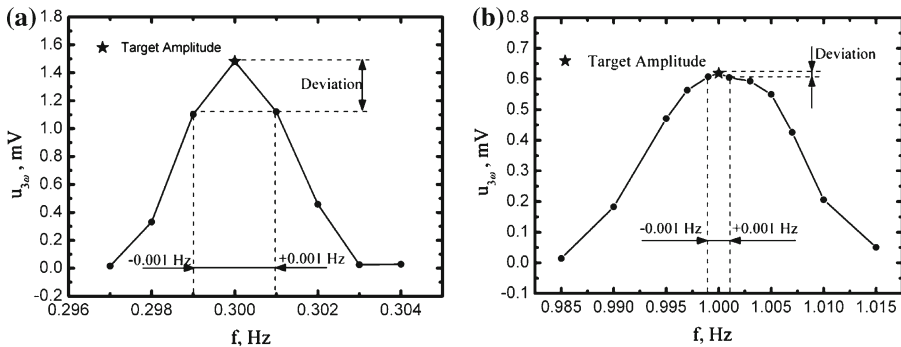 (a)
★ Target Amplitude
Deviation
-0.001 Hz
+0.001 Hz
u3ω , mV
1.8
1.6
1.4
1.2
1.0
0.8
0.6
0.4
0.2
0.0
-0.2
0.296
0.298
0.300
0.302
0.304
f, Hz
(b)
★ Target Amplitude
Deviation
-0.001 Hz
+0.001 Hz
u3ω , mV
0.8
0.7
0.6
0.5
0.4
0.3
0.2
0.1
0.0
-0.1
0.985
0.990
0.995
1.000
1.005
1.010
1.015
f, Hz